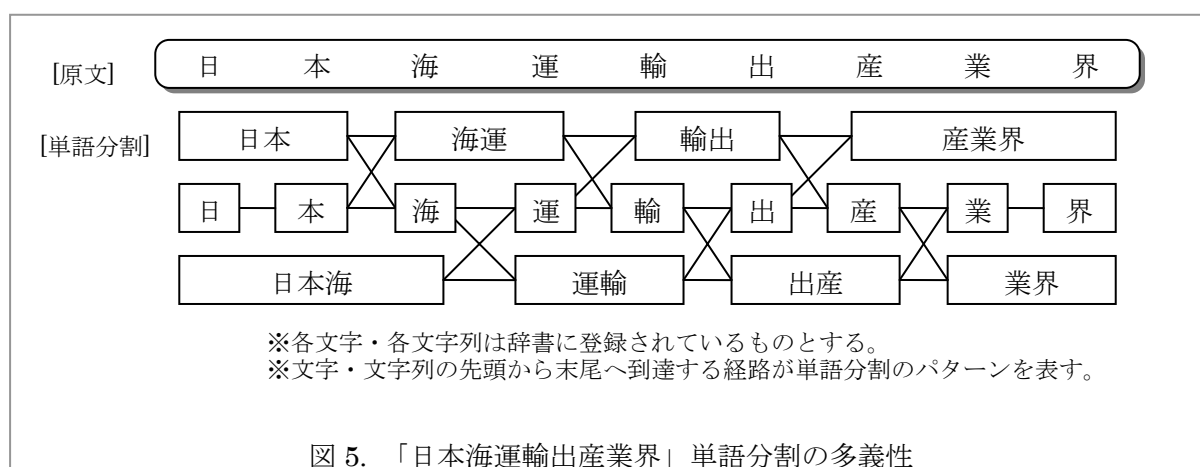 [原文] 日 本 海 運 輸 出 産 業 界
[単語分割] 日本 海運 輸出 産業界
日 本 海 運 輸 出 産 業 界
日本海 運輸 出産 業界
※各文字・各文字列は辞書に登録されているものとする。
※文字・文字列の先頭から末尾へ到達する経路が単語分割のパターンを表す。
図 5. 「日本海運輸出産業界」単語分割の多義性